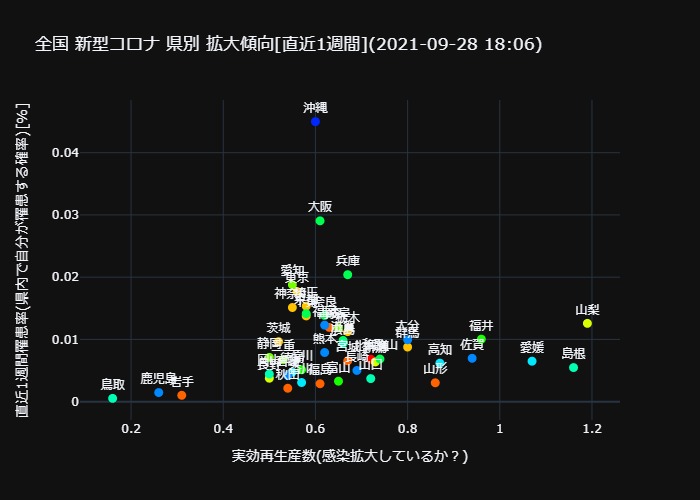 全国 新型コロナ 県別 拡大傾向[直近1週間](2021-09-28 18:06)
直近1週間罹患率(県内で自分が罹患する確率)[%]
沖縄
0.04
大阪
0.03
兵庫
愛知
東京
0.02
神奈川
山梨
茨城
大分
群馬
福井
0.01
静岡
三重
熊本
佐賀
愛媛
高知
宮城
長崎
島根
山口
秋田
福島
富山
山形
鳥取
鹿児島
岩手
0
0.2
0.4
0.6
0.8
1
1.2
実効再生産数(感染拡大しているか？)